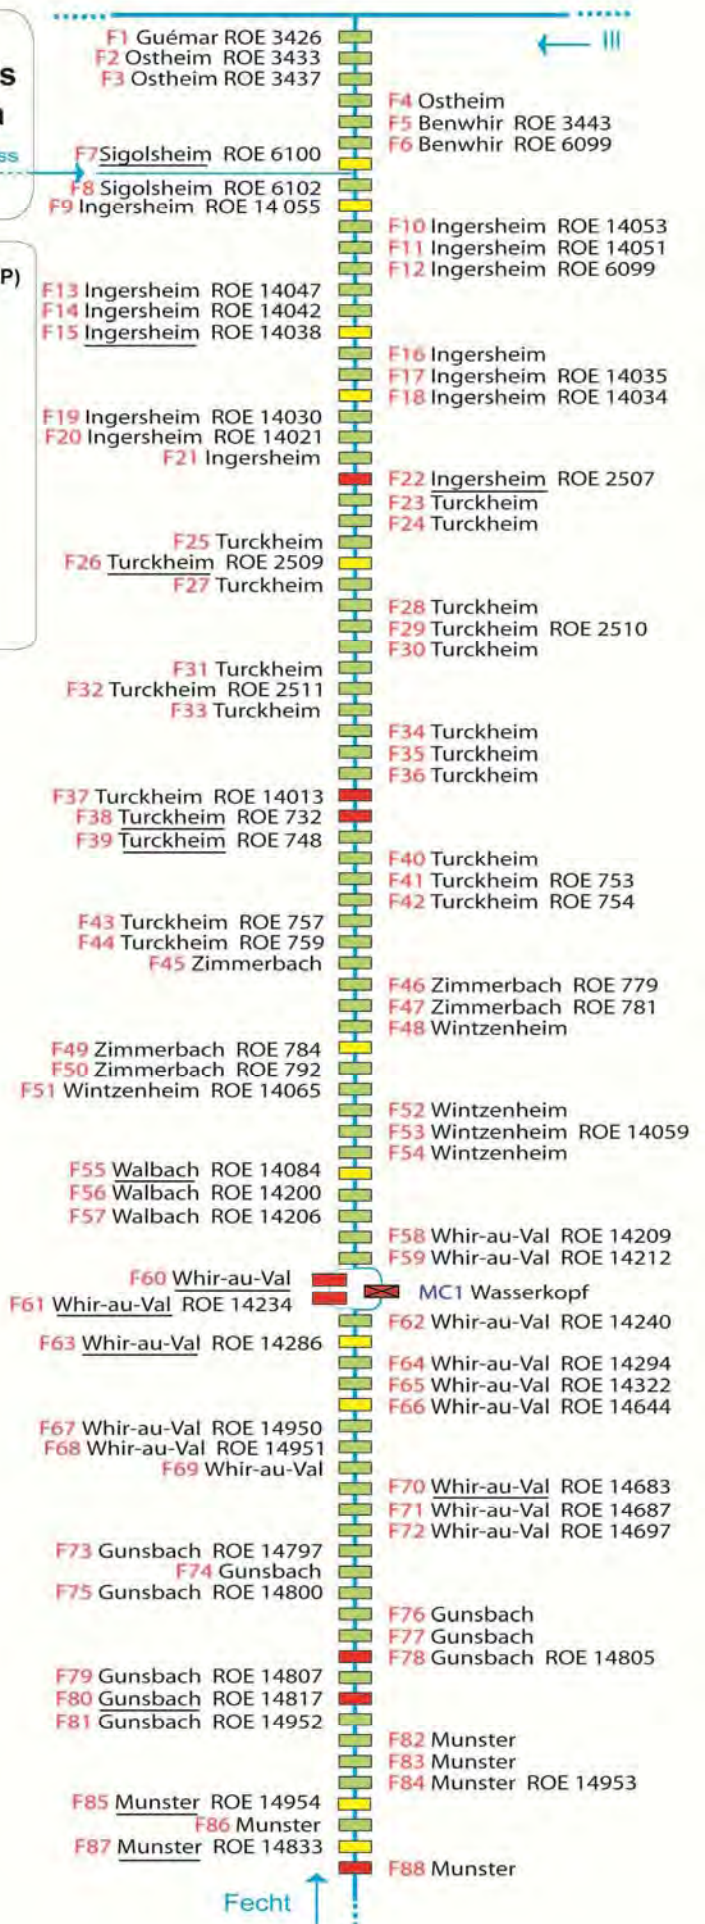 Ill
F1 Guémar ROE 3426
F2 Ostheim ROE 3433
F3 Ostheim ROE 3437
s
F4 Ostheim
a
F5 Benwhir ROE 3443
F6 Benwhir ROE 6099
ss
F7 Sigolsheim ROE 6100
F8 Sigolsheim ROE 6102
F9 Ingersheim ROE 14 055
F10 Ingersheim ROE 14053
F11 Ingersheim ROE 14051
F12 Ingersheim ROE 6099
P)
F13 Ingersheim ROE 14047
F14 Ingersheim ROE 14042
F15 Ingersheim ROE 14038
F16 Ingersheim
F17 Ingersheim ROE 14035
F18 Ingersheim ROE 14034
F19 Ingersheim ROE 14030
F20 Ingersheim ROE 14021
F21 Ingersheim
F22 Ingersheim ROE 2507
F23 Turckheim
F24 Turckheim
F25 Turckheim
F26 Turckheim ROE 2509
F27 Turckheim
F28 Turckheim
F29 Turckheim ROE 2510
F30 Turckheim
F31 Turckheim
F32 Turckheim ROE 2511
F33 Turckheim
F34 Turckheim
F35 Turckheim
F36 Turckheim
F37 Turckheim ROE 14013
F38 Turckheim ROE 732
F39 Turckheim ROE 748
F40 Turckheim
F41 Turckheim ROE 753
F42 Turckheim ROE 754
F43 Turckheim ROE 757
F44 Turckheim ROE 759
F45 Zimmerbach
F46 Zimmerbach ROE 779
F47 Zimmerbach ROE 781
F48 Wintzenheim
F49 Zimmerbach ROE 784
F50 Zimmerbach ROE 792
F51 Wintzenheim ROE 14065
F52 Wintzenheim
F53 Wintzenheim ROE 14059
F54 Wintzenheim
F55 Walbach ROE 14084
F56 Walbach ROE 14200
F57 Walbach ROE 14206
F58 Whir-au-Val ROE 14209
F59 Whir-au-Val ROE 14212
F60 Whir-au-Val
MC1 Wasserkopf
F61 Whir-au-Val ROE 14234
F62 Whir-au-Val ROE 14240
F63 Whir-au-Val ROE 14286
F64 Whir-au-Val ROE 14294
F65 Whir-au-Val ROE 14322
F66 Whir-au-Val ROE 14644
F67 Whir-au-Val ROE 14950
F68 Whir-au-Val ROE 14951
F69 Whir-au-Val
F70 Whir-au-Val ROE 14683
F71 Whir-au-Val ROE 14687
F72 Whir-au-Val ROE 14697
F73 Gunsbach ROE 14797
F74 Gunsbach
F75 Gunsbach ROE 14800
F76 Gunsbach
F77 Gunsbach
F78 Gunsbach ROE 14805
F79 Gunsbach ROE 14807
F80 Gunsbach ROE 14817
F81 Gunsbach ROE 14952
F82 Munster
F83 Munster
F84 Munster ROE 14953
F85 Munster ROE 14954
F86 Munster
F87 Munster ROE 14833
F88 Munster
Fecht